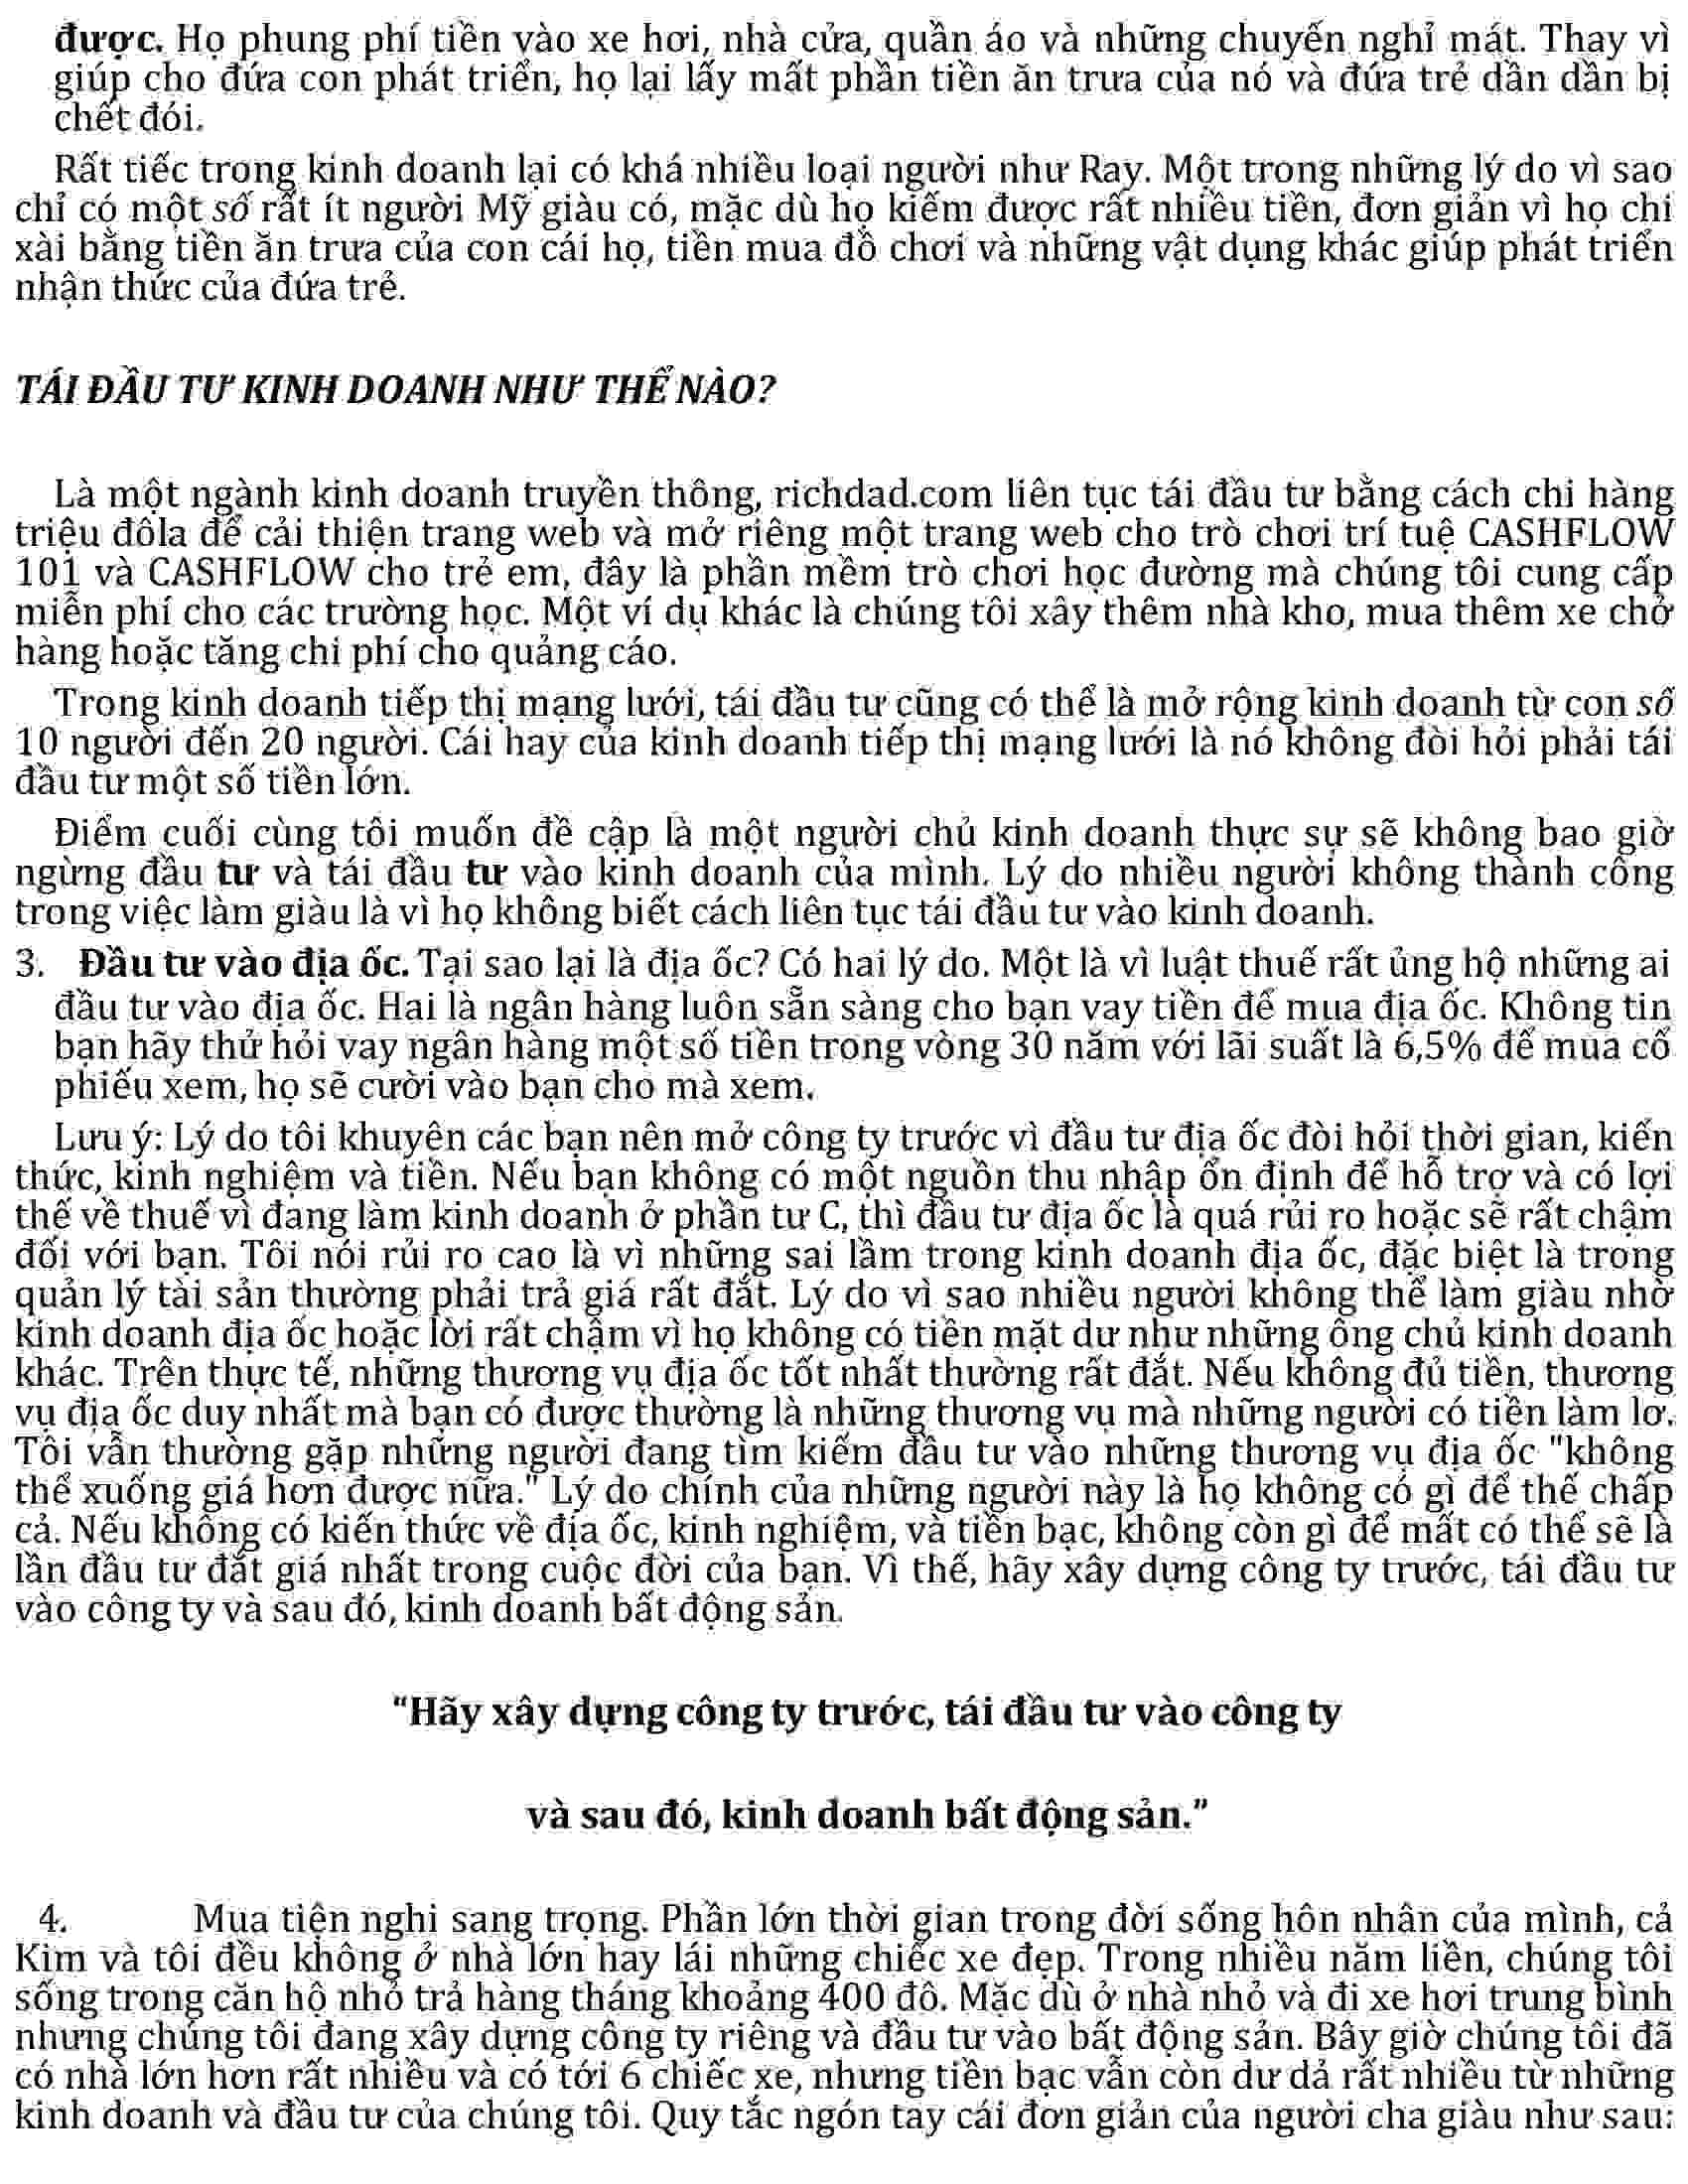 được. Họ phung phí tiền vào xe hơi, nhà cửa, quần áo và những chuyến nghỉ mát. Thay vì
giúp cho đứa con phát triển, họ lại lấy mất phần tiền ăn trưa của nó và đứa trẻ dần dần bị
chết đói.
Rất tiếc trong kinh doanh lại có khá nhiều loại người như Ray. Một trong những lý do vì sao
chỉ có một số rất ít người Mỹ giàu có, mặc dù họ kiếm được rất nhiều tiền, đơn giản vì họ chi
xài bằng tiền ăn trưa của con cái họ, tiền mua đồ chơi và những vật dụng khác giúp phát triển
nhận thức của đứa trẻ.
TÁI ĐẦU TƯ KINH DOANH NHƯ THẾ NÀO?
Là một ngành kinh doanh truyền thông, richdad.com liên tục tái đầu tư bằng cách chi hàng
triệu đôla để cải thiện trang web và mở riêng một trang web cho trò chơi trí tuệ CASHFLOW
101 và CASHFLOW cho trẻ em, đây là phần mềm trò chơi học đường mà chúng tôi cung cấp
miễn phí cho các trường học. Một ví dụ khác là chúng tôi xây thêm nhà kho, mua thêm xe chở
hàng hoặc tăng chi phí cho quảng cáo.
Trong kinh doanh tiếp thị mạng lưới, tái đầu tư cũng có thể là mở rộng kinh doanh từ con số
10 người đến 20 người. Cái hay của kinh doanh tiếp thị mạng lưới là nó không đòi hỏi phải tái
đầu tư một số tiền lớn.
Điểm cuối cùng tôi muốn đề cập là một người chủ kinh doanh thực sự sẽ không bao giờ
ngừng đầu tư và tái đầu tư vào kinh doanh của mình. Lý do nhiều người không thành công
trong việc làm giàu là vì họ không biết cách liên tục tái đầu tư vào kinh doanh.
3. Đầu tư vào địa ốc. Tại sao lại là địa ốc? Có hai lý do. Một là vì luật thuế rất ủng hộ những ai
đầu tư vào địa ốc. Hai là ngân hàng luôn sẵn sàng cho bạn vay tiền để mua địa ốc. Không tin
bạn hãy thử hỏi vay ngân hàng một số tiền trong vòng 30 năm với lãi suất là 6,5% để mua cổ
phiếu xem, họ sẽ cười vào bạn cho mà xem.
Lưu ý: Lý do tôi khuyên các bạn nên mở công ty trước vì đầu tư địa ốc đòi hỏi thời gian, kiến
thức, kinh nghiệm và tiền. Nếu bạn không có một nguồn thu nhập ổn định để hỗ trợ và có lợi
thế về thuế vì đang làm kinh doanh ở phần tư C, thì đầu tư địa ốc là quá rủi ro hoặc sẽ rất chậm
đối với bạn. Tôi nói rủi ro cao là vì những sai lầm trong kinh doanh địa ốc, đặc biệt là trong
quản lý tài sản thường phải trả giá rất đắt. Lý do vì sao nhiều người không thể làm giàu nhờ
kinh doanh địa ốc hoặc lời rất chậm vì họ không có tiền mặt dư như những ông chủ kinh doanh
khác. Trên thực tế, những thương vụ địa ốc tốt nhất thường rất đắt. Nếu không đủ tiền, thương
vụ địa ốc duy nhất mà bạn có được thường là những thương vụ mà những người có tiền làm lơ.
Tôi vẫn thường gặp những người đang tìm kiếm đầu tư vào những thương vụ địa ốc "không
thể xuống giá hơn được nữa." Lý do chính của những người này là họ không có gì để thế chấp
cả. Nếu không có kiến thức về địa ốc, kinh nghiệm, và tiền bạc, không còn gì để mất có thể sẽ là
lần đầu tư đắt giá nhất trong cuộc đời của bạn. Vì thế, hãy xây dựng công ty trước, tái đầu tư
vào công ty và sau đó, kinh doanh bất động sản.
“Hãy xây dựng công ty trước, tái đầu tư vào công ty
và sau đó, kinh doanh bất động sản.”
4. Mua tiện nghi sang trọng. Phần lớn thời gian trong đời sống hôn nhân của mình, cả
Kim và tôi đều không ở nhà lớn hay lái những chiếc xe đẹp. Trong nhiều năm liền, chúng tôi
sống trong căn hộ nhỏ trả hàng tháng khoảng 400 đô. Mặc dù ở nhà nhỏ và đi xe hơi trung bình
nhưng chúng tôi đang xây dựng công ty riêng và đầu tư vào bất động sản. Bây giờ chúng tôi đã
có nhà lớn hơn rất nhiều và có tới 6 chiếc xe, nhưng tiền bạc vẫn còn dư dả rất nhiều từ những
kinh doanh và đầu tư của chúng tôi. Quy tắc ngón tay cái đơn giản của người cha giàu như sau: